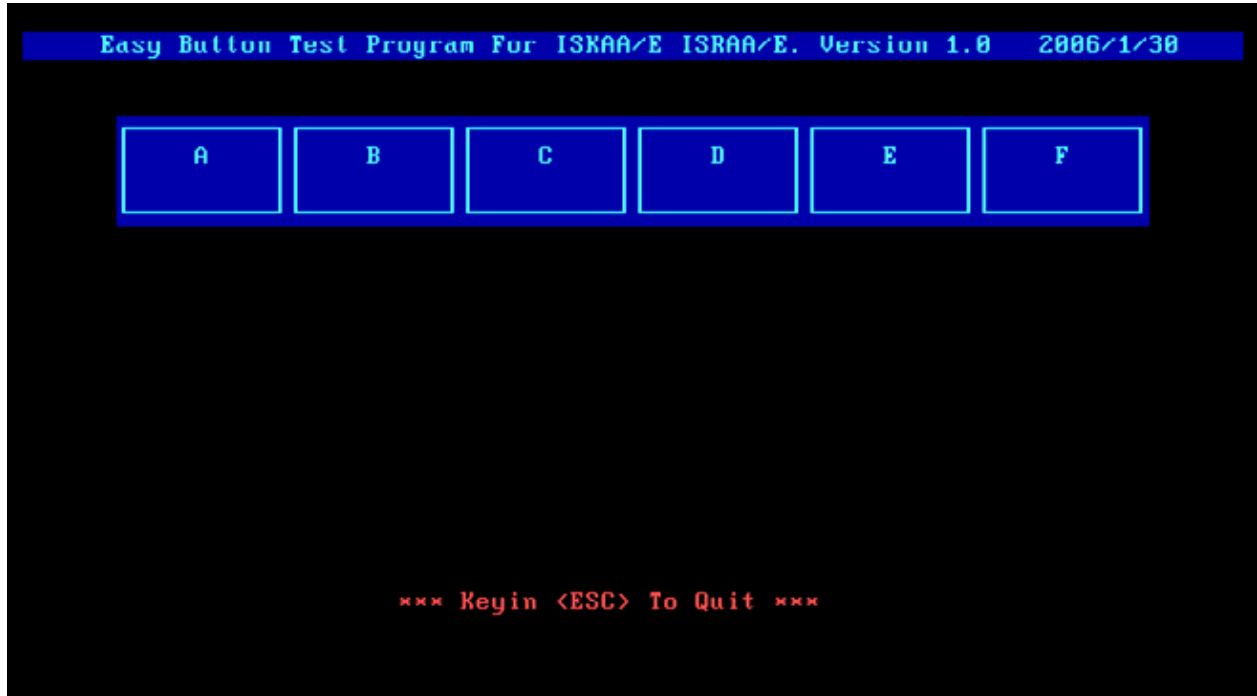 Easy Button Test Program For ISKAA/E ISRAA/E. Version 1.0 2006/1/30
A B C D E F
*** Keyin <ESC> To Quit ***